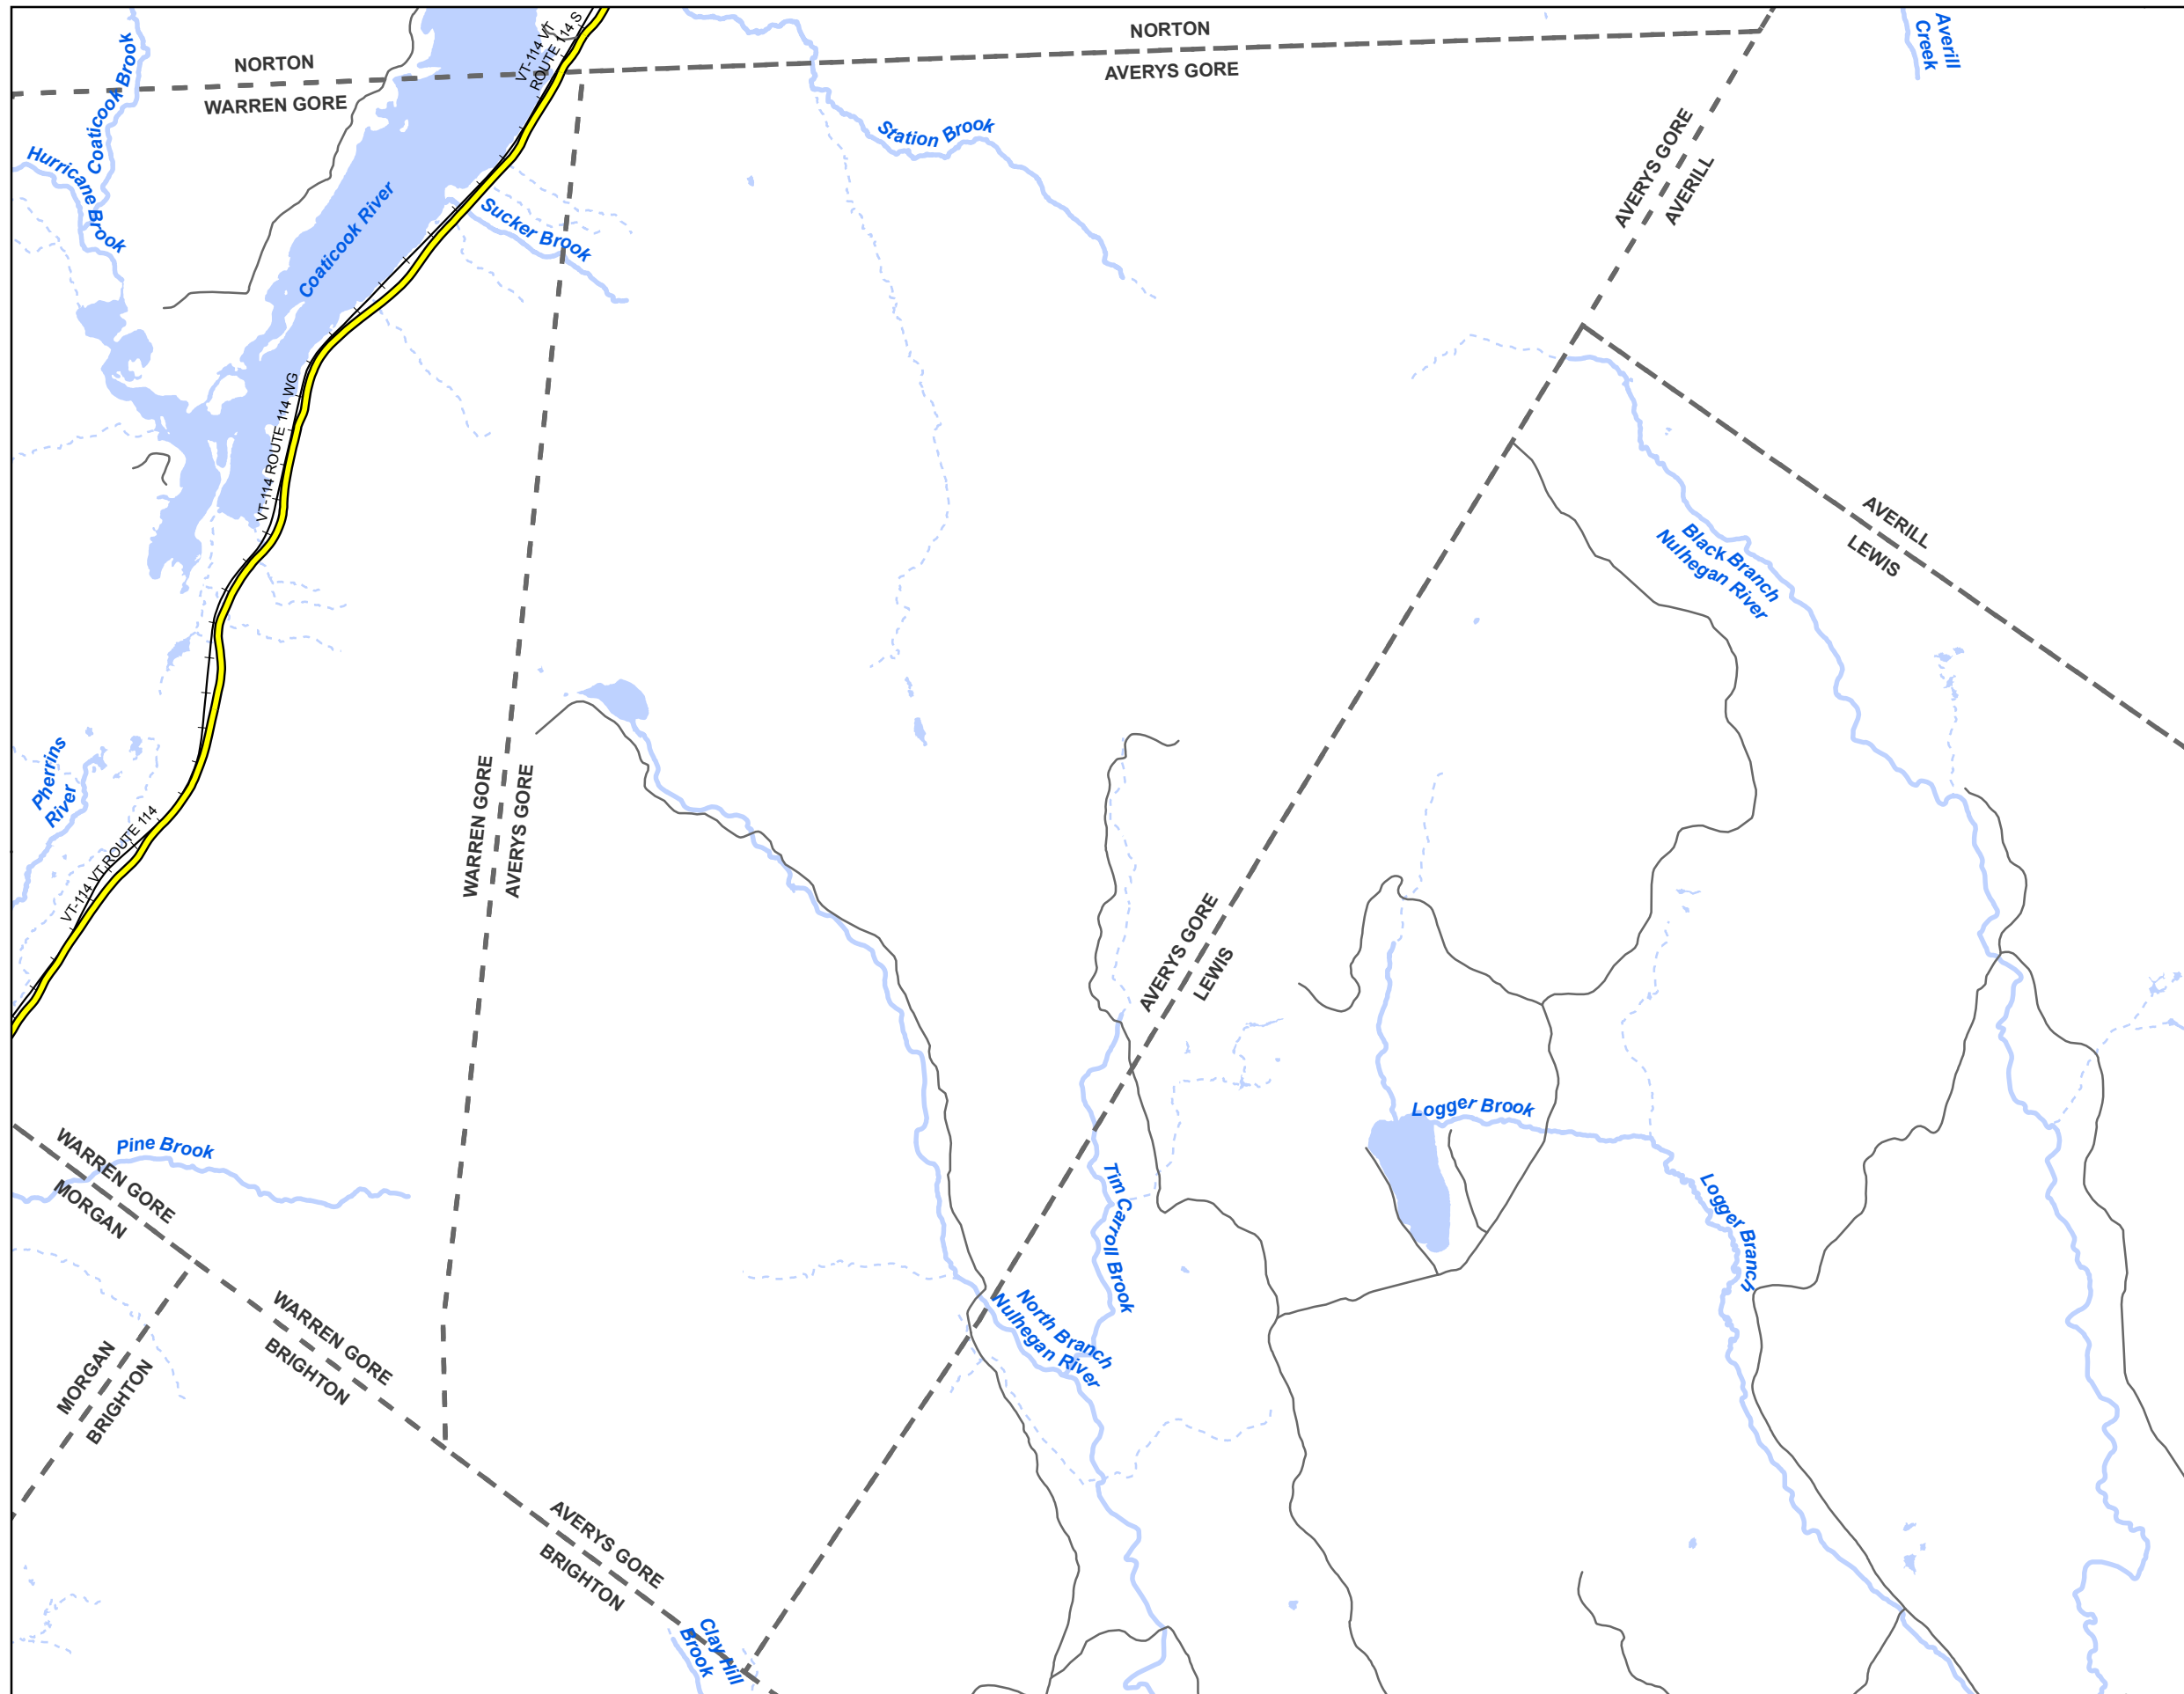 NORTON
WARREN GORE
NORTON
AVERYS GORE
VT-114 VT
ROUTE 114 S
Averill
Creek
Coaticook Brook
Hurricane Brook
Coaticook River
Sucker Brook
Station Brook
AVERYS GORE
AVERILL
VT-114 ROUTE 114 WG
Black Branch
Nulhegan River
AVERILL
LEWIS
Pherrins
River
VT-114 VT ROUTE 114
WARREN GORE
AVERYS GORE
AVERYS GORE
LEWIS
Logger Brook
Pine Brook
WARREN GORE
MORGAN
Tim Carroll Brook
Logger Branch
North Branch
Nulhegan River
WARREN GORE
BRIGHTON
MORGAN
BRIGHTON
AVERYS GORE
BRIGHTON
Clay Hill
Brook